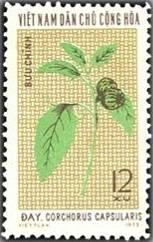 VIỆT NAM DÂN CHỦ CỘNG HÒA
BƯU CHÍNH
12
XU
ĐAY. CORCHORUS CAPSULARIS